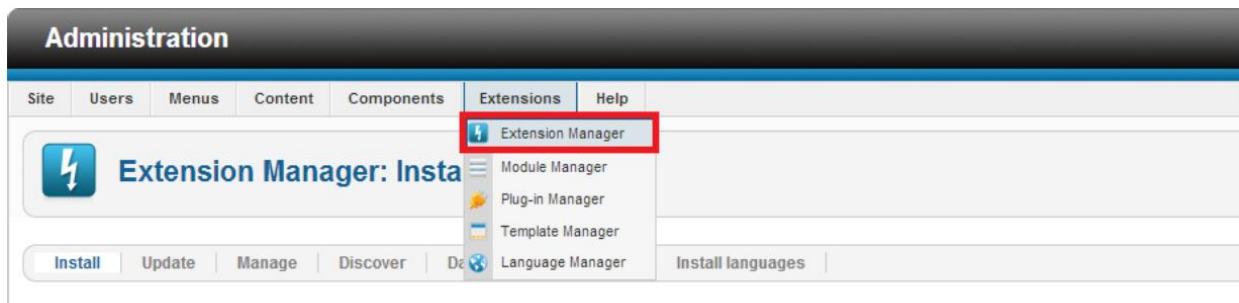 Administration
Site Users Menus Content Components Extensions Help
Extension Manager
Extension Manager: Insta
Module Manager
Plug-in Manager
Template Manager
Language Manager
Install Update Manage Discover Da Install languages